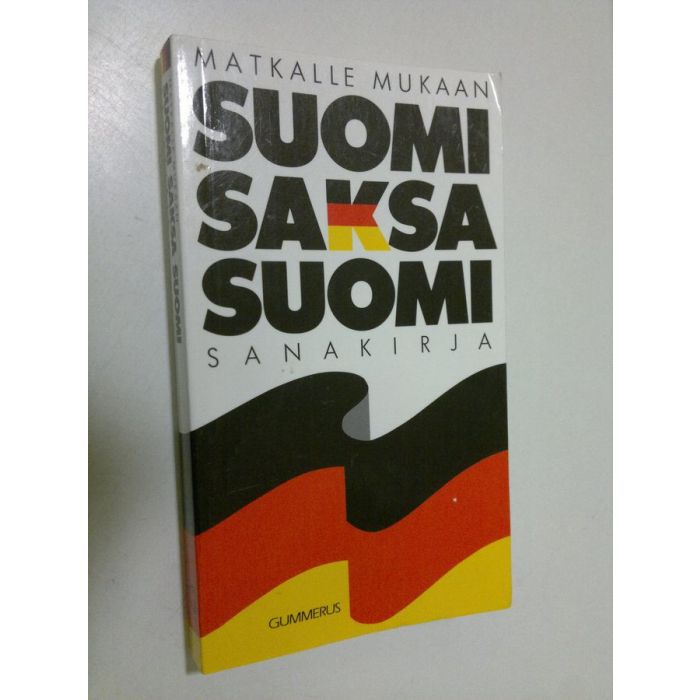 MATKALLE MUKAAN
SUOMI
SAKSA
SUOMI
SANAKIRJA
GUMMERUS
SUOMI SAKSA SUOMI